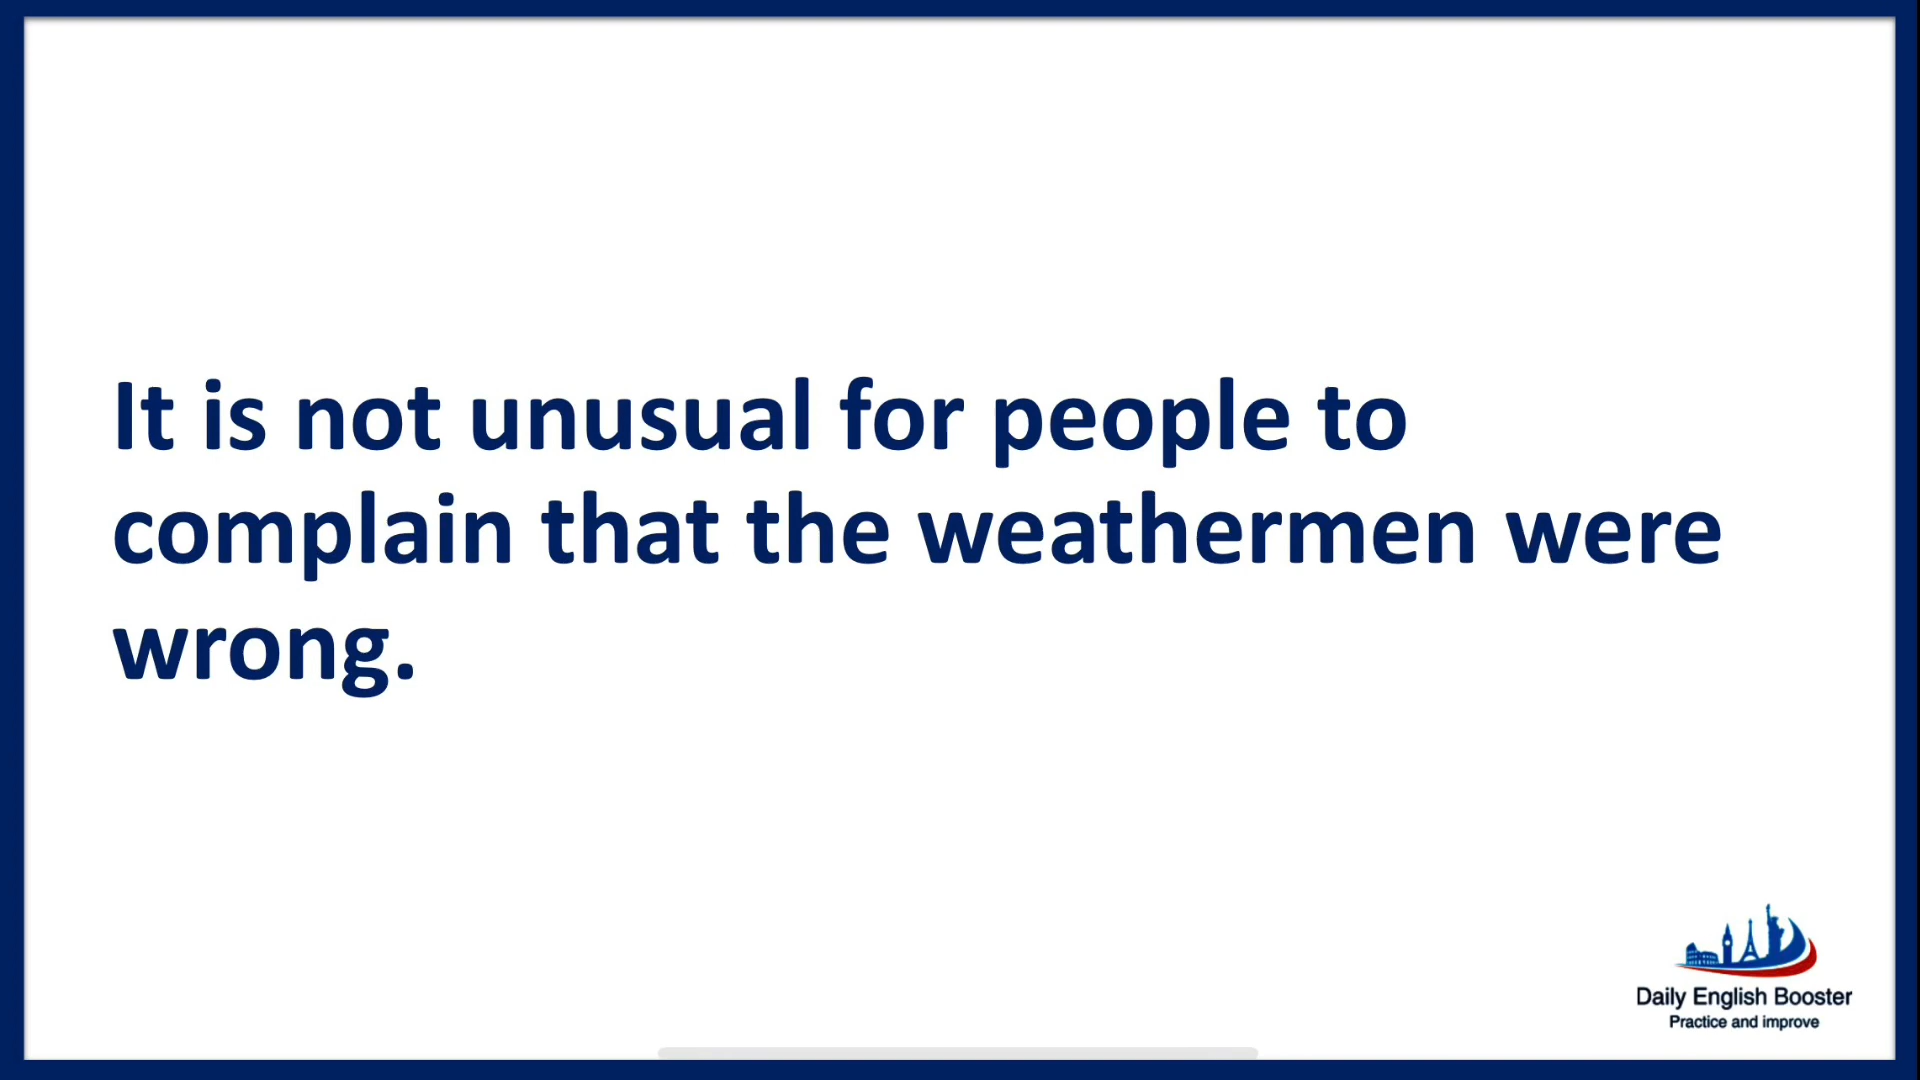 It is not unusual for people to
complain that the weathermen were
wrong.
Daily English Booster
Practice and improve